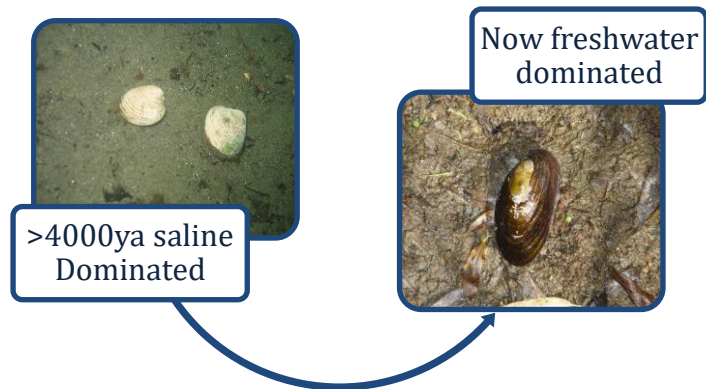 >4000ya saline
Dominated
Now freshwater
dominated